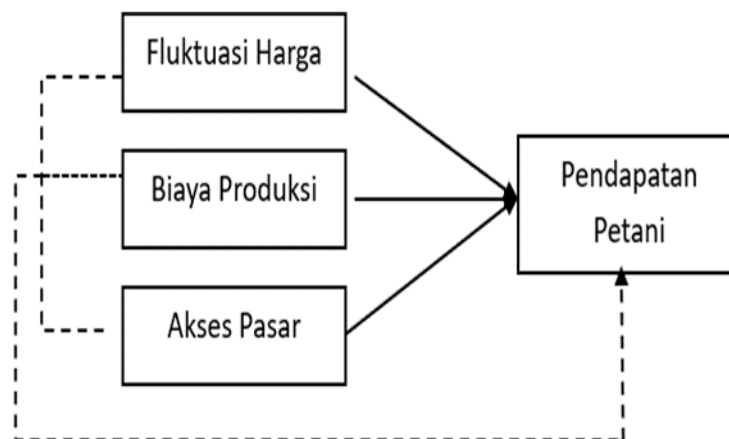 Fluktuasi Harga
Biaya Produksi
Akses Pasar
Pendapatan
Petani